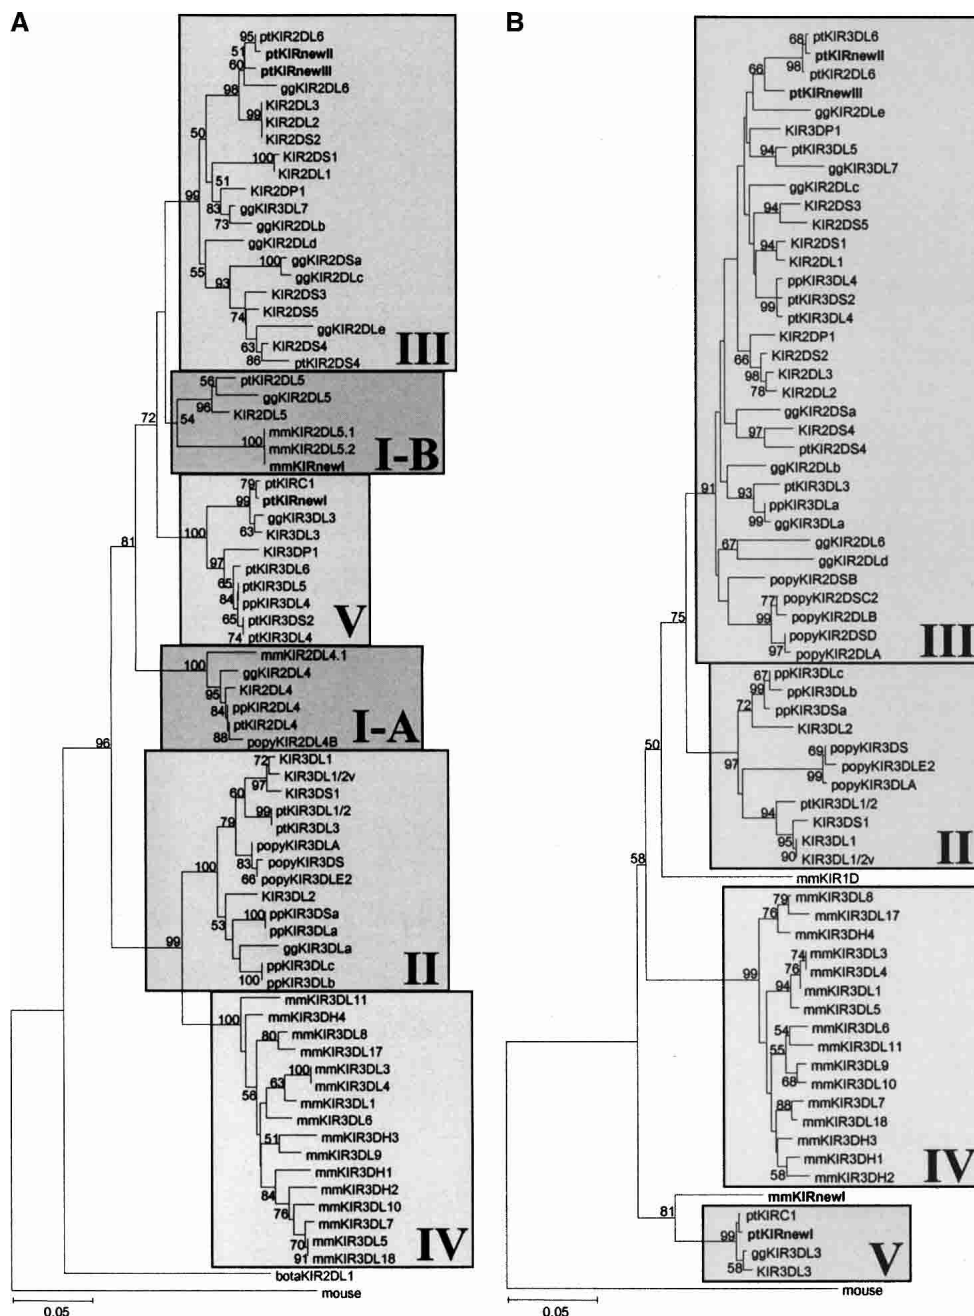 A
95
ptKIR2DL6
51
ptKIRnewII
60
ptKIRnewIII
98
ggKIR2DL6
KIR2DL3
99
KIR2DL2
KIR2DS2
50
100
KIR2DS1
KIR2DL1
51
KIR2DP1
99
83
ggKIR3DL7
73
ggKIR2DLb
ggKIR2DLd
55
100
ggKIR2DSa
ggKIR2DLc
93
KIR2DS3
74
KIR2DS5
ggKIR2DLe
63
KIR2DS4
86
ptKIR2DS4
III
56
ptKIR2DL5
ggKIR2DL5
96
KIR2DL5
72
54
mmKIR2DL5.1
100
mmKIR2DL5.2
mmKIRnewI
I-B
79
ptKIRC1
99
ptKIRnewI
ggKIR3DL3
63
KIR3DL3
100
KIR3DP1
81
97
ptKIR3DL6
65
ptKIR3DL5
84
ppKIR3DL4
65
ptKIR3DS2
74
ptKIR3DL4
V
mmKIR2DL4.1
100
ggKIR2DL4
95
KIR2DL4
84
ppKIR2DL4
ptKIR2DL4
88
popyKIR2DL4B
I-A
96
72
KIR3DL1
KIR3DL1/2v
97
KIR3DS1
60
99
ptKIR3DL1/2
ptKIR3DL3
79
popyKIR3DLA
83
popyKIR3DS
66
popyKIR3DLE2
100
KIR3DL2
53
100
ppKIR3DSa
ppKIR3DLa
ggKIR3DLa
99
ppKIR3DLc
100
ppKIR3DLb
II
mmKIR3DL11
100
mmKIR3DH4
80
mmKIR3DL8
mmKIR3DL17
100
mmKIR3DL3
mmKIR3DL4
56
63
mmKIR3DL1
mmKIR3DL6
51
mmKIR3DH3
mmKIR3DL9
mmKIR3DH1
84
mmKIR3DH2
76
mmKIR3DL10
mmKIR3DL7
70
mmKIR3DL5
91
mmKIR3DL18
IV
botaKIR2DL1
mouse
0.05
B
68
ptKIR3DL6
ptKIRnewII
66
98
ptKIR2DL6
ptKIRnewIII
ggKIR2DLe
KIR3DP1
94
ptKIR3DL5
ggKIR3DL7
ggKIR2DLc
94
KIR2DS3
KIR2DS5
94
KIR2DS1
KIR2DL1
ppKIR3DL4
99
ptKIR3DS2
ptKIR3DL4
KIR2DP1
66
KIR2DS2
98
KIR2DL3
78
KIR2DL2
ggKIR2DSa
97
KIR2DS4
ptKIR2DS4
ggKIR2DLb
91
93
ptKIR3DL3
ppKIR3DLa
99
ggKIR3DLa
67
ggKIR2DL6
ggKIR2DLd
popyKIR2DSB
77
popyKIR2DSC2
99
popyKIR2DLB
popyKIR2DSD
97
popyKIR2DLA
III
75
67
ppKIR3DLc
99
ppKIR3DLb
72
ppKIR3DSa
KIR3DL2
50
97
69
popyKIR3DS
popyKIR3DLE2
99
popyKIR3DLA
94
ptKIR3DL1/2
KIR3DS1
95
KIR3DL1
90
KIR3DL1/2v
II
58
mmKIR1D
79
mmKIR3DL8
76
mmKIR3DL17
mmKIR3DH4
99
74
mmKIR3DL3
76
mmKIR3DL4
94
mmKIR3DL1
mmKIR3DL5
54
mmKIR3DL6
55
mmKIR3DL11
mmKIR3DL9
68
mmKIR3DL10
88
mmKIR3DL7
mmKIR3DL18
mmKIR3DH3
mmKIR3DH1
58
mmKIR3DH2
IV
81
mmKIRnewI
ptKIRC1
99
ptKIRnewI
ggKIR3DL3
58
KIR3DL3
V
mouse
0.05